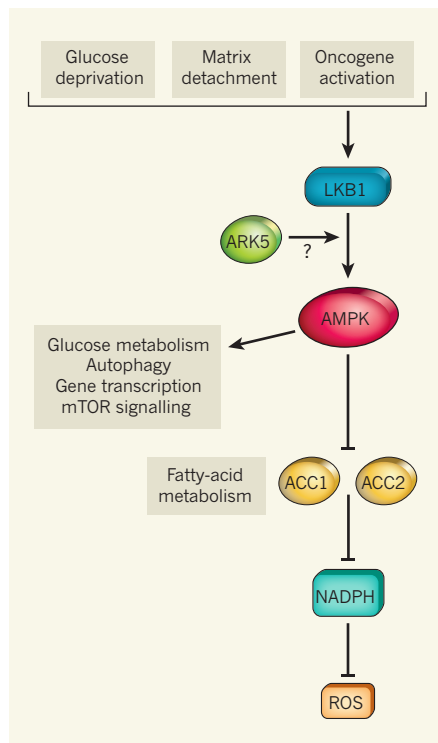 Glucose
deprivation
Matrix
detachment
Oncogene
activation
LKB1
ARK5
?
AMPK
Glucose metabolism
Autophagy
Gene transcription
mTOR signalling
Fatty-acid
metabolism
ACC1
ACC2
NADPH
ROS